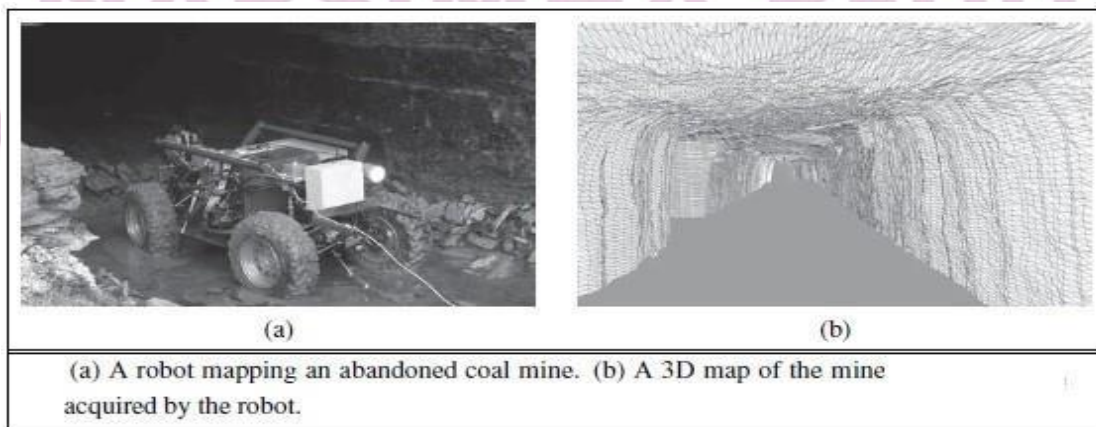 (a)
(b)
(a) A robot mapping an abandoned coal mine. (b) A 3D map of the mine
acquired by the robot.